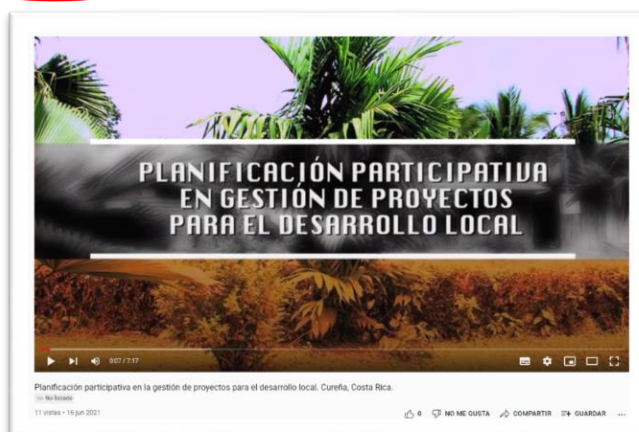 PLANIFICACIÓN PARTICIPATIVA
EN GESTIÓN DE PROYECTOS
PARA EL DESARROLLO LOCAL
0:07 / 7:17
Planificación participativa en la gestión de proyectos para el desarrollo local. Cureña, Costa Rica.
No listado
11 vistas • 16 jun 2021
0 NO ME GUSTA COMPARTIR GUARDAR ...